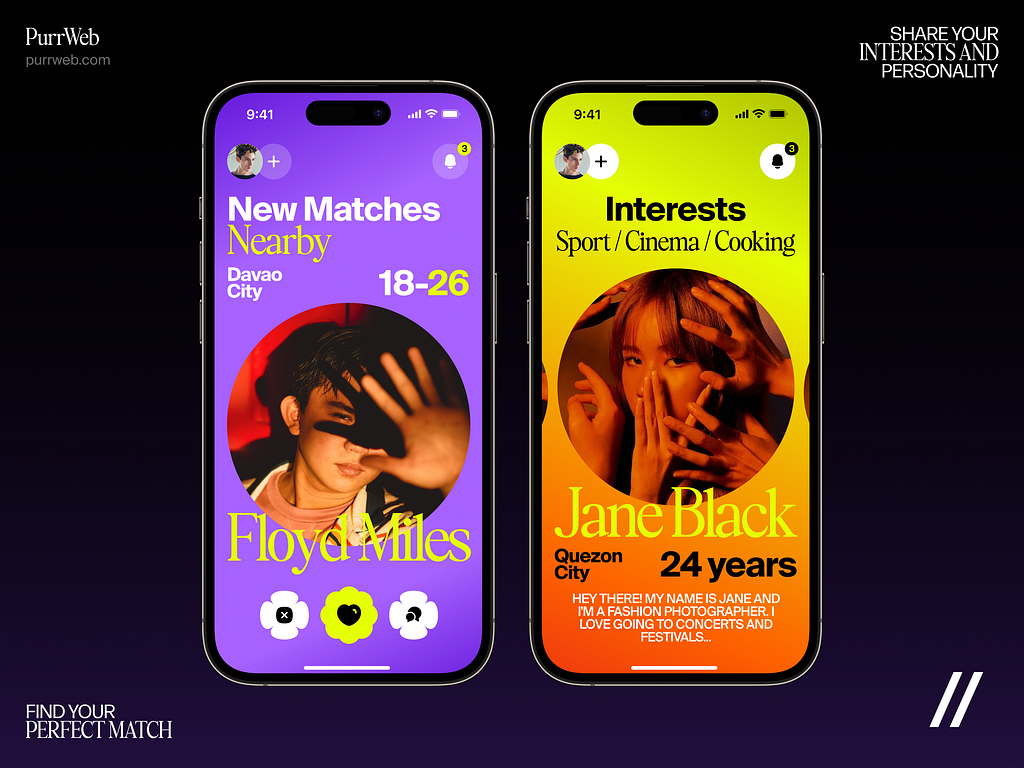 PurrWeb
purrweb.com
SHARE YOUR
INTERESTS AND
PERSONALITY
9:41
3
New Matches
Nearby
Davao
City
18-26
Floyd Miles
9:41
3
Interests
Sport / Cinema / Cooking
Jane Black
Quezon
City
24 years
HEY THERE! MY NAME IS JANE AND
I'M A FASHION PHOTOGRAPHER. I
LOVE GOING TO CONCERTS AND
FESTIVALS...
FIND YOUR
PERFECT MATCH